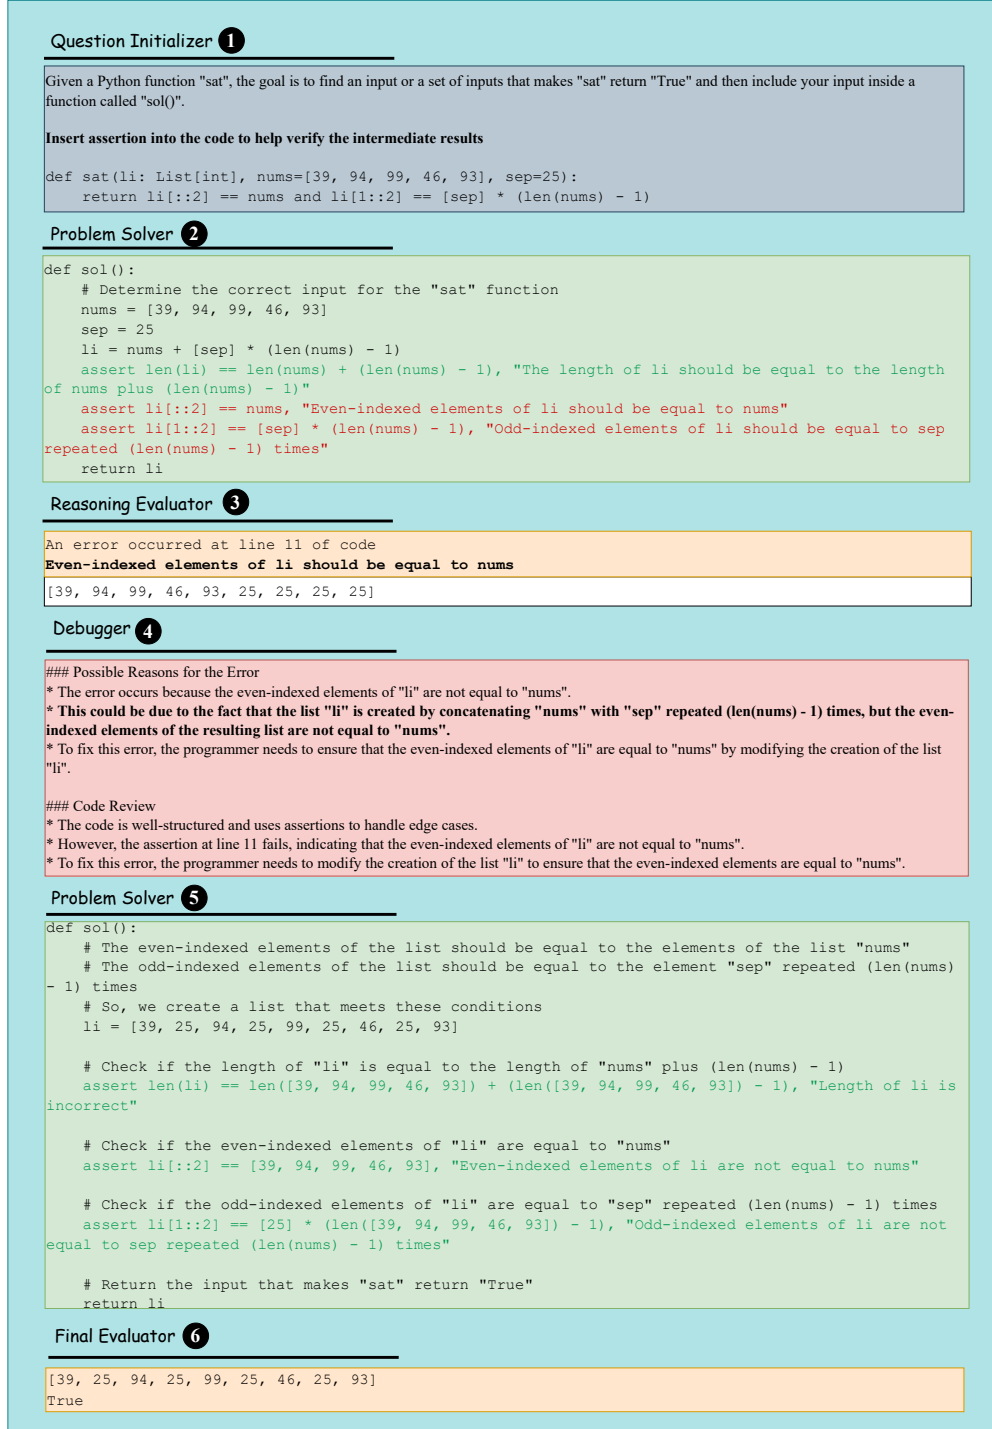 Question Initializer 1
Given a Python function "sat", the goal is to find an input or a set of inputs that makes "sat" return "True" and then include your input inside a
function called "sol()".
Insert assertion into the code to help verify the intermediate results
def sat(li: List[int], nums=[39, 94, 99, 46, 93], sep=25):
    return li[::2] == nums and li[1::2] == [sep] * (len(nums) - 1)
Problem Solver 2
def sol():
    # Determine the correct input for the "sat" function
    nums = [39, 94, 99, 46, 93]
    sep = 25
    li = nums + [sep] * (len(nums) - 1)
    assert len(li) == len(nums) + (len(nums) - 1), "The length of li should be equal to the length
of nums plus (len(nums) - 1)"
    assert li[::2] == nums, "Even-indexed elements of li should be equal to nums"
    assert li[1::2] == [sep] * (len(nums) - 1), "Odd-indexed elements of li should be equal to sep
repeated (len(nums) - 1) times"
    return li
Reasoning Evaluator 3
An error occurred at line 11 of code
Even-indexed elements of li should be equal to nums
[39, 94, 99, 46, 93, 25, 25, 25, 25]
Debugger 4
### Possible Reasons for the Error
* The error occurs because the even-indexed elements of "li" are not equal to "nums".
* This could be due to the fact that the list "li" is created by concatenating "nums" with "sep" repeated (len(nums) - 1) times, but the even-
indexed elements of the resulting list are not equal to "nums".
* To fix this error, the programmer needs to ensure that the even-indexed elements of "li" are equal to "nums" by modifying the creation of the list
"li".
### Code Review
* The code is well-structured and uses assertions to handle edge cases.
* However, the assertion at line 11 fails, indicating that the even-indexed elements of "li" are not equal to "nums".
* To fix this error, the programmer needs to modify the creation of the list "li" to ensure that the even-indexed elements are equal to "nums".
Problem Solver 5
def sol():
    # The even-indexed elements of the list should be equal to the elements of the list "nums"
    # The odd-indexed elements of the list should be equal to the element "sep" repeated (len(nums)
- 1) times
    # So, we create a list that meets these conditions
    li = [39, 25, 94, 25, 99, 25, 46, 25, 93]
    # Check if the length of "li" is equal to the length of "nums" plus (len(nums) - 1)
    assert len(li) == len([39, 94, 99, 46, 93]) + (len([39, 94, 99, 46, 93]) - 1), "Length of li is
incorrect"
    # Check if the even-indexed elements of "li" are equal to "nums"
    assert li[::2] == [39, 94, 99, 46, 93], "Even-indexed elements of li are not equal to nums"
    # Check if the odd-indexed elements of "li" are equal to "sep" repeated (len(nums) - 1) times
    assert li[1::2] == [25] * (len([39, 94, 99, 46, 93]) - 1), "Odd-indexed elements of li are not
equal to sep repeated (len(nums) - 1) times"
    # Return the input that makes "sat" return "True"
    return li
Final Evaluator 6
[39, 25, 94, 25, 99, 25, 46, 25, 93]
True